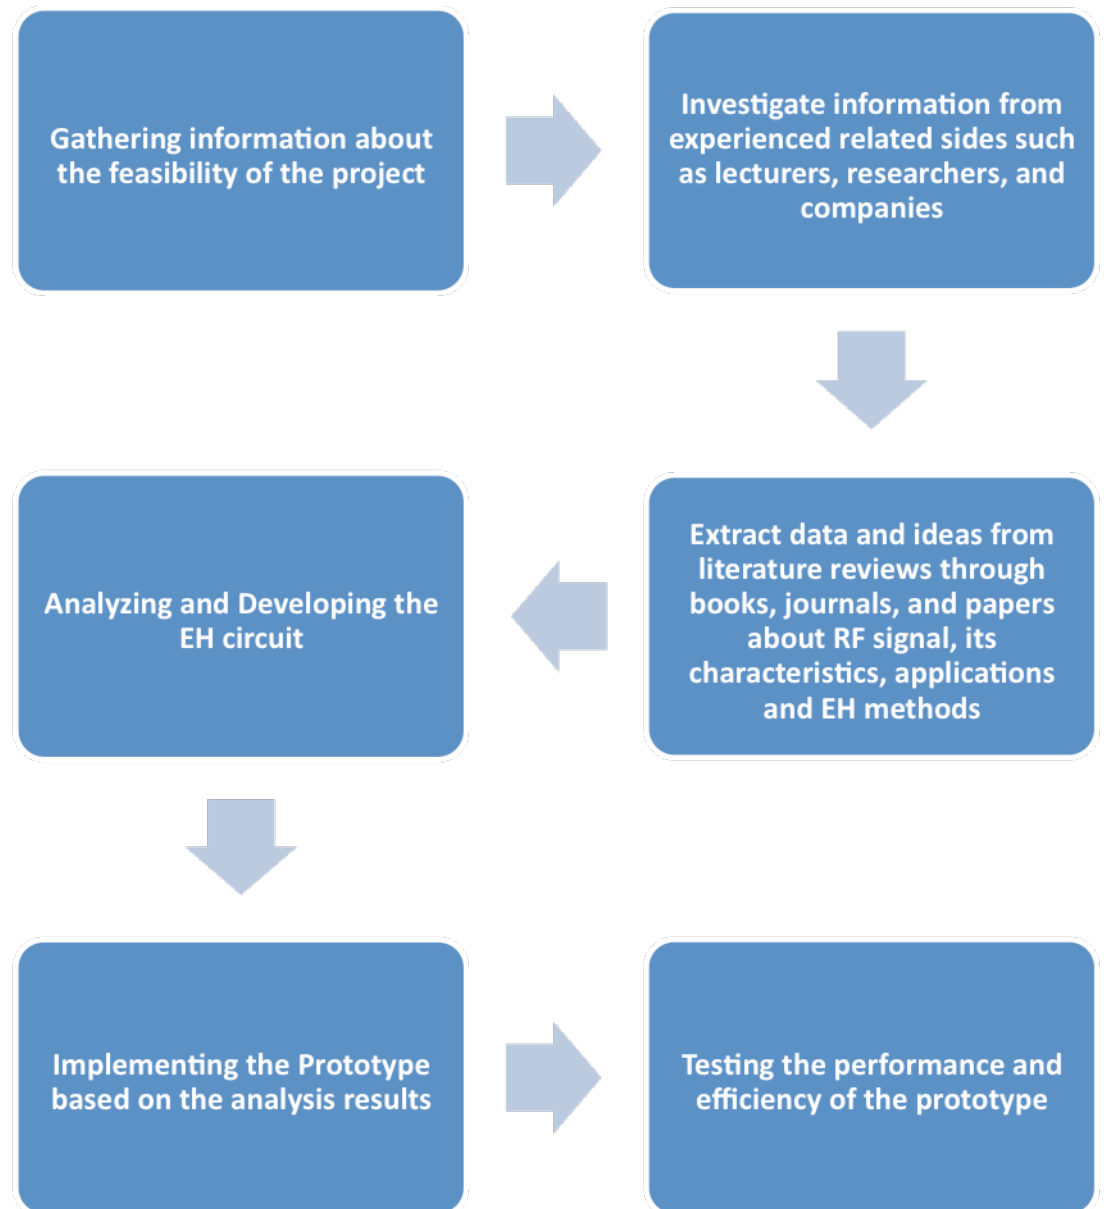 Gathering information about
the feasibility of the project
Investigate information from
experienced related sides such
as lecturers, researchers, and
companies
Extract data and ideas from
literature reviews through
books, journals, and papers
about RF signal, its
characteristics, applications
and EH methods
Analyzing and Developing the
EH circuit
Implementing the Prototype
based on the analysis results
Testing the performance and
efficiency of the prototype